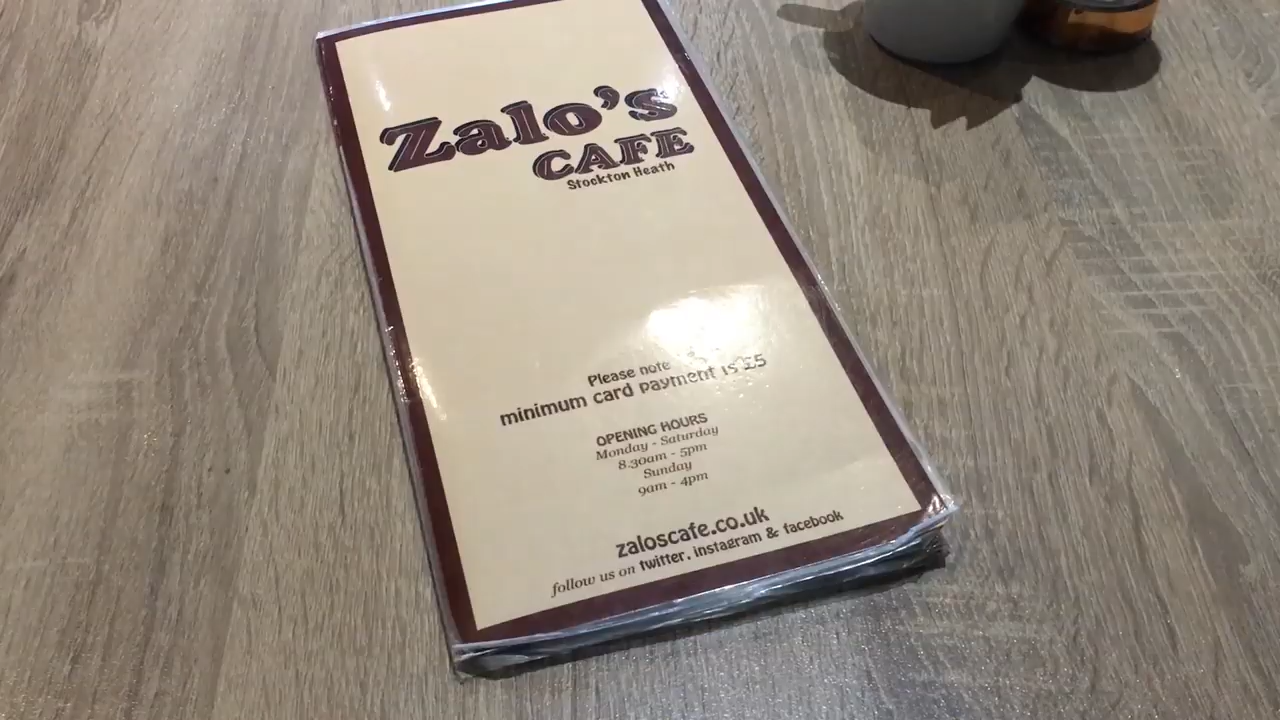 Zalo's
CAFE
Stockton Heath
Please note
minimum card payment is £5
OPENING HOURS
Monday - Saturday
8.30am - 5pm
Sunday
9am - 4pm
zaloscafe.co.uk
follow us on twitter, instagram & facebook